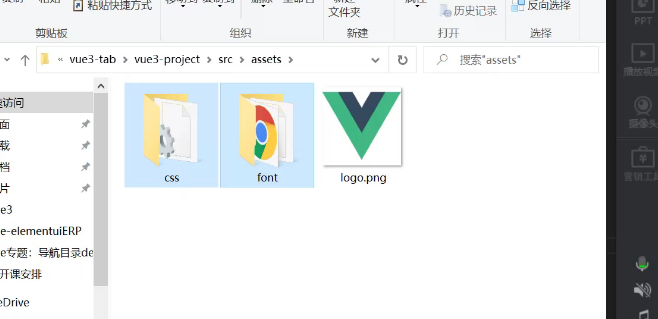 粘贴快捷方式
文件夹
历史记录
反向选择
剪贴板
组织
新建
打开
选择
« vue3-tab › vue3-project › src › assets ›
搜索"assets"
访问
面
载
档
片
e3
e-elementuiERP
e专题：导航目录de
开课安排
eDrive
css
font
logo.png
PPT
播放视频
摄像头
营销工具